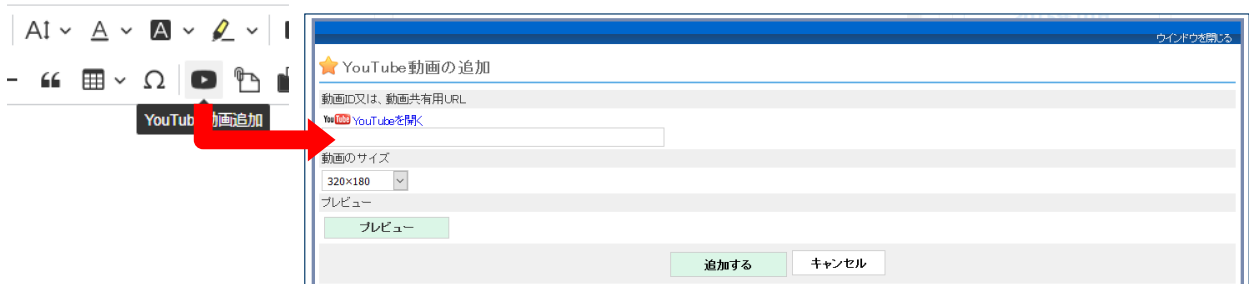 YouTube動画追加
ウインドウを閉じる
YouTube動画の追加
動画ID又は、動画共有用URL
YouTube YouTubeを開く
動画のサイズ
320×180
プレビュー
プレビュー
追加する キャンセル